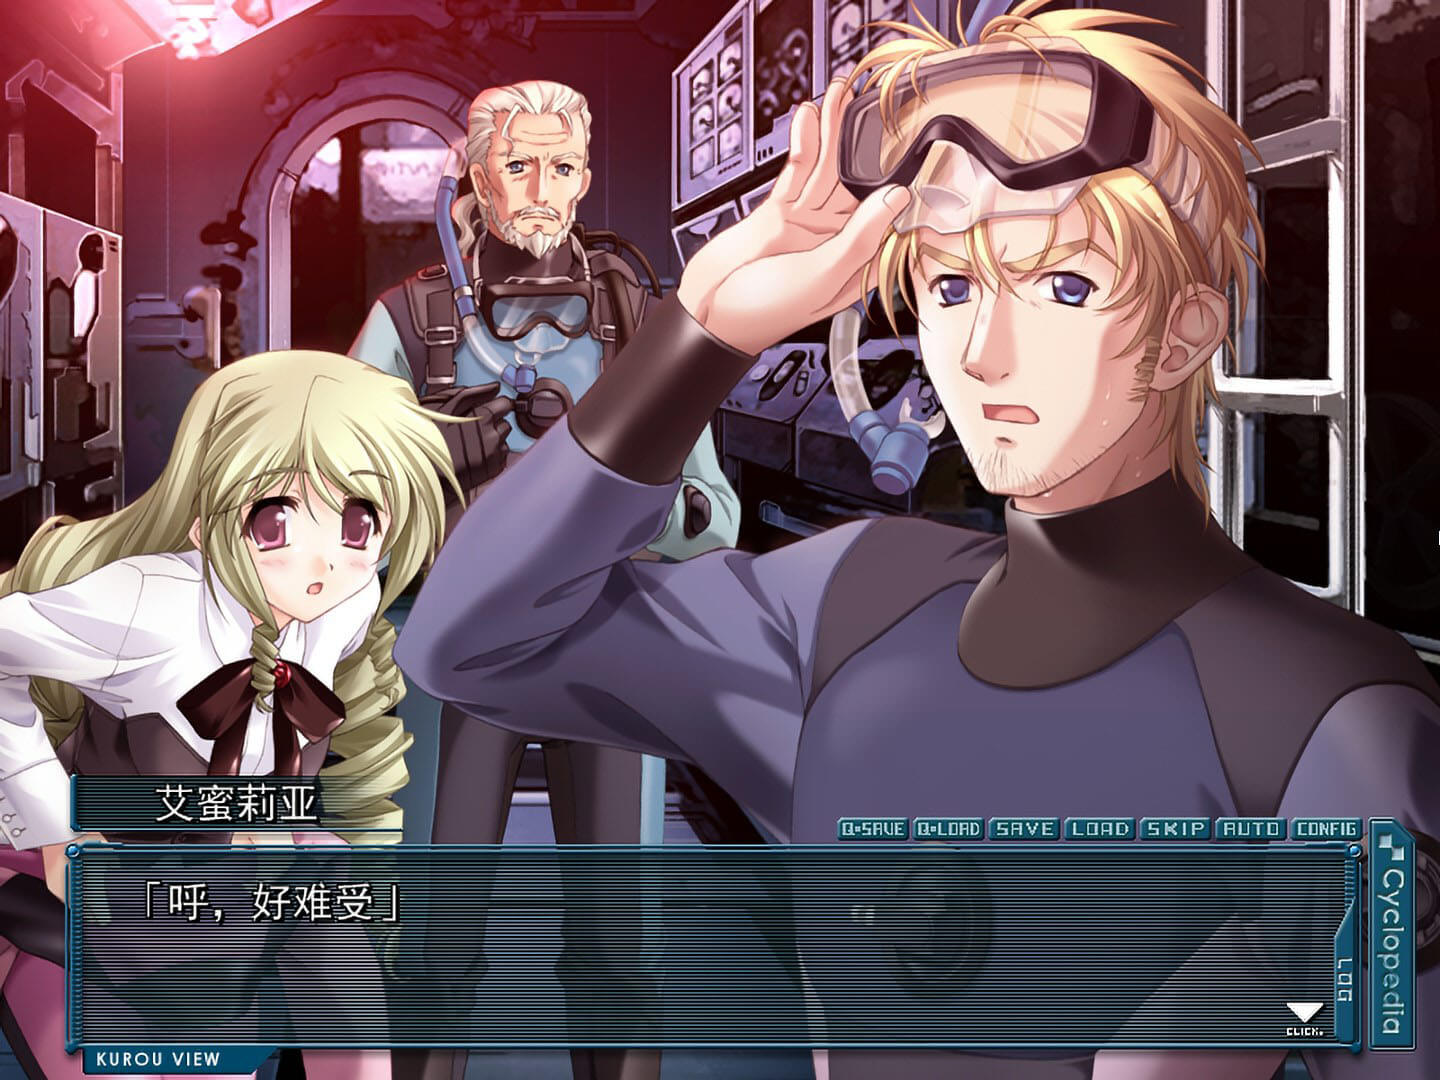 艾蜜莉亚
Q-SAVE Q-LOAD SAVE LOAD SKIP AUTO CONFIG
「呼，好难受」
Cyclopedia
LOG
CLICK.
KUROU VIEW